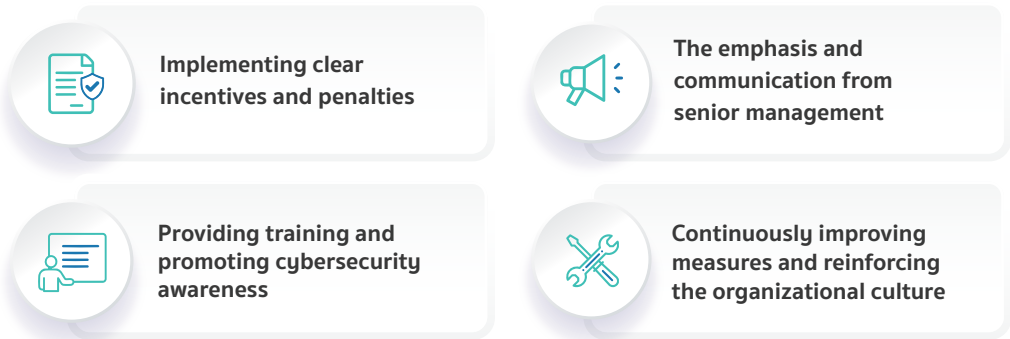 Implementing clear
incentives and penalties
The emphasis and
communication from
senior management
Providing training and
promoting cybersecurity
awareness
Continuously improving
measures and reinforcing
the organizational culture